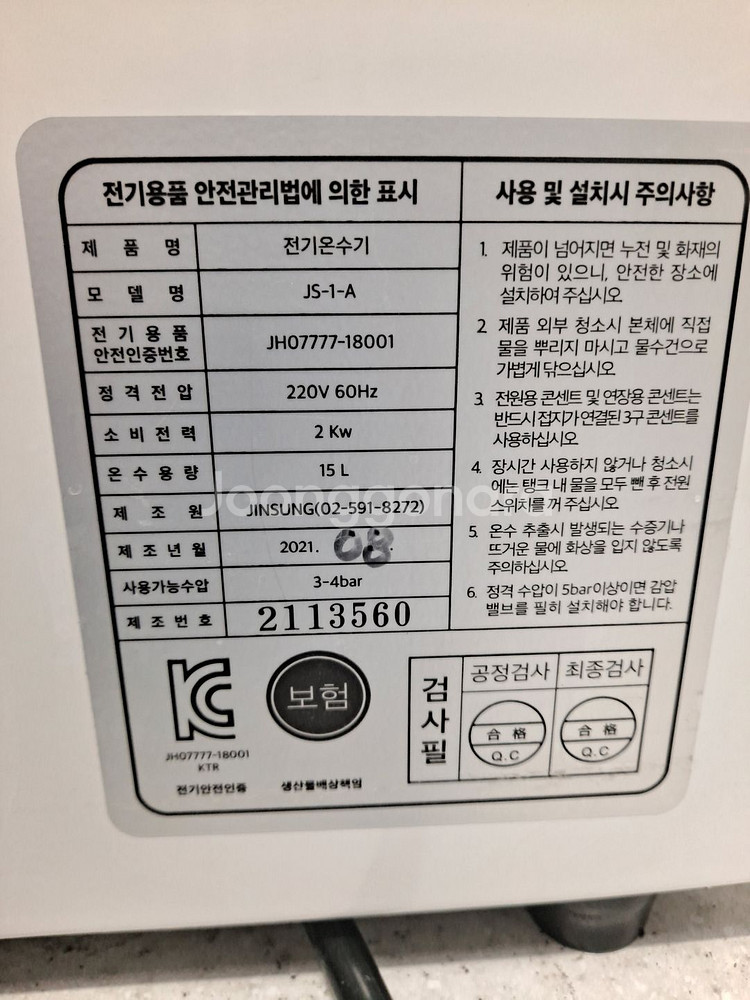 전기용품 안전관리법에 의한 표시
제 품 명 전기온수기
모 델 명 JS-1-A
전 기 용 품
안전인증번호 JH07777-18001
정 격 전 압 220V 60Hz
소 비 전 력 2 Kw
온 수 용 량 15 L
제 조 원 JINSUNG(02-591-8272)
제 조 년 월 2021. 08.
사용가능수압 3-4bar
제 조 번 호 2113560
사용 및 설치시 주의사항
1. 제품이 넘어지면 누전 및 화재의
위험이 있으니, 안전한 장소에
설치하여 주십시오
2. 제품 외부 청소시 본체에 직접
물을 뿌리지 마시고 물수건으로
가볍게 닦으십시오
3. 전원용 콘센트 및 연장용 콘센트는
반드시 접지가 연결된 3구 콘센트를
사용하십시오
4. 장시간 사용하지 않거나 청소시
에는 탱크 내 물을 모두 뺀 후 전원
스위치를 꺼 주십시오
5. 온수 추출시 발생되는 수증기나
뜨거운 물에 화상을 입지 않도록
주의하십시오
6. 정격 수압이 5bar이상이면 감압
밸브를 필히 설치해야 합니다.
JH07777-18001
KTR
전기안전인증
보험
생산물배상책임
검사필
공정검사 최종검사
合格 合格
Q.C Q.C
Joonggona